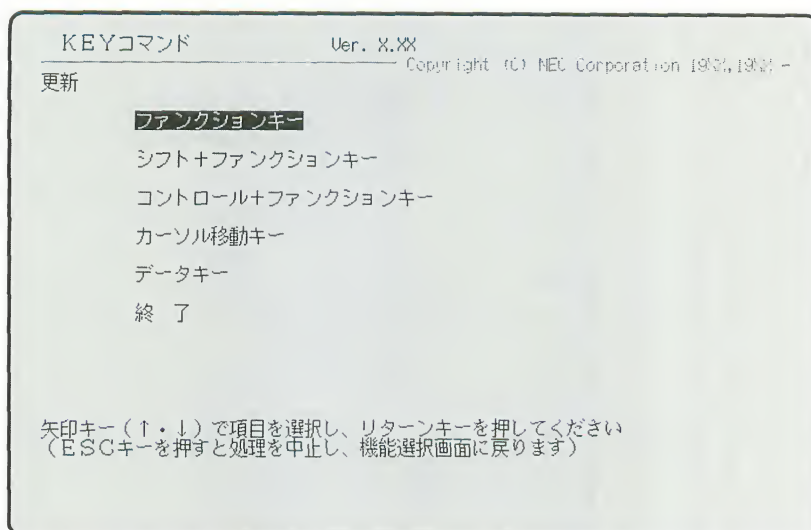 KEYコマンド Ver. X.XX
Copyright (C) NEC Corporation
更新
ファンクションキー
シフト+ファンクションキー
コントロール+ファンクションキー
カーソル移動キー
データキー
終 了
矢印キー(↑・↓)で項目を選択し、リターンキーを押してください
(ESCキーを押すと処理を中止し、機能選択画面に戻ります)